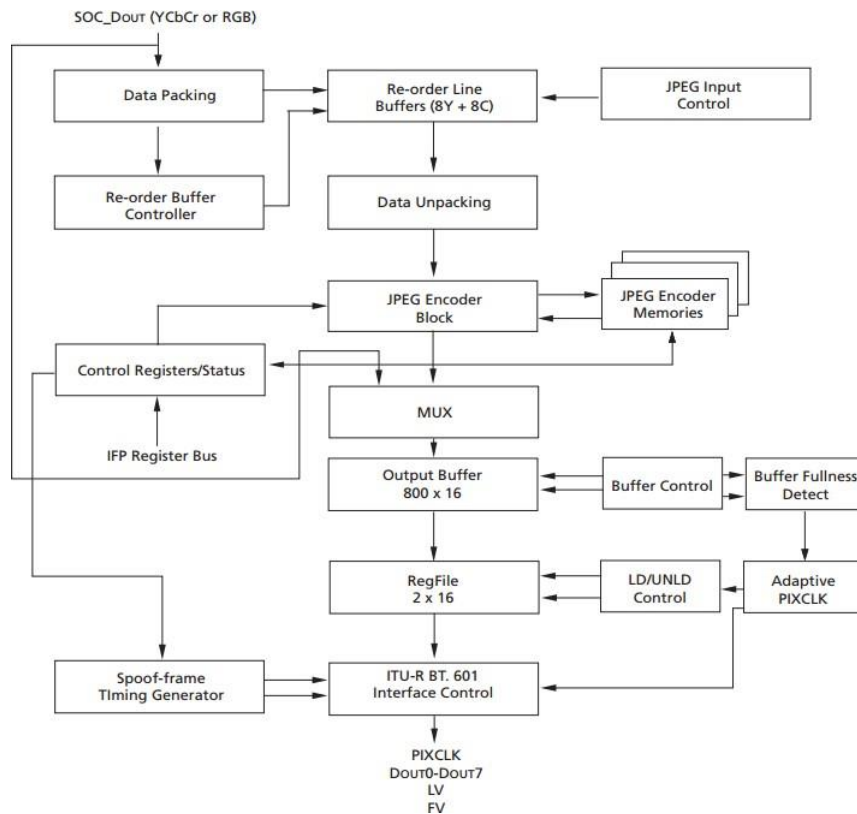 SOC_DOUT (YCbCr or RGB)
Data Packing
Re-order Line
Buffers (8Y + 8C)
JPEG Input
Control
Re-order Buffer
Controller
Data Unpacking
JPEG Encoder
Block
JPEG Encoder
Memories
Control Registers/Status
MUX
IFP Register Bus
Output Buffer
800 x 16
Buffer Control
Buffer Fullness
Detect
RegFile
2 x 16
LD/UNLD
Control
Adaptive
PIXCLK
Spoof-frame
TIming Generator
ITU-R BT. 601
Interface Control
PIXCLK
DOUT0-DOUT7
LV
FV